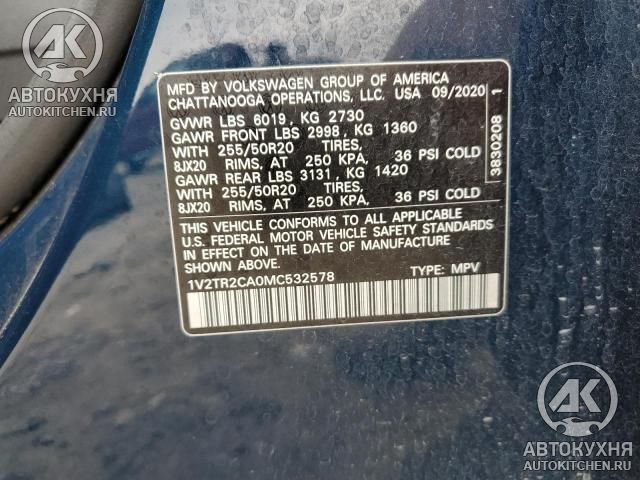 AK
АВТОКУХНЯ
AUTOKITCHEN.RU
MFD BY VOLKSWAGEN GROUP OF AMERICA
CHATTANOOGA OPERATIONS, LLC. USA 09/2020
GVWR LBS 6019, KG 2730
GAWR FRONT LBS 2998, KG 1360
WITH 255/50R20 TIRES,
8JX20 RIMS, AT 250 KPA, 36 PSI COLD
GAWR REAR LBS 3131, KG 1420
WITH 255/50R20 TIRES,
8JX20 RIMS, AT 250 KPA, 36 PSI COLD
THIS VEHICLE CONFORMS TO ALL APPLICABLE
U.S. FEDERAL MOTOR VEHICLE SAFETY STANDARDS
IN EFFECT ON THE DATE OF MANUFACTURE
SHOWN ABOVE.
1V2TR2CA0MC532578 TYPE: MPV
3830208 1
AK
АВТОКУХНЯ
AUTOKITCHEN.RU